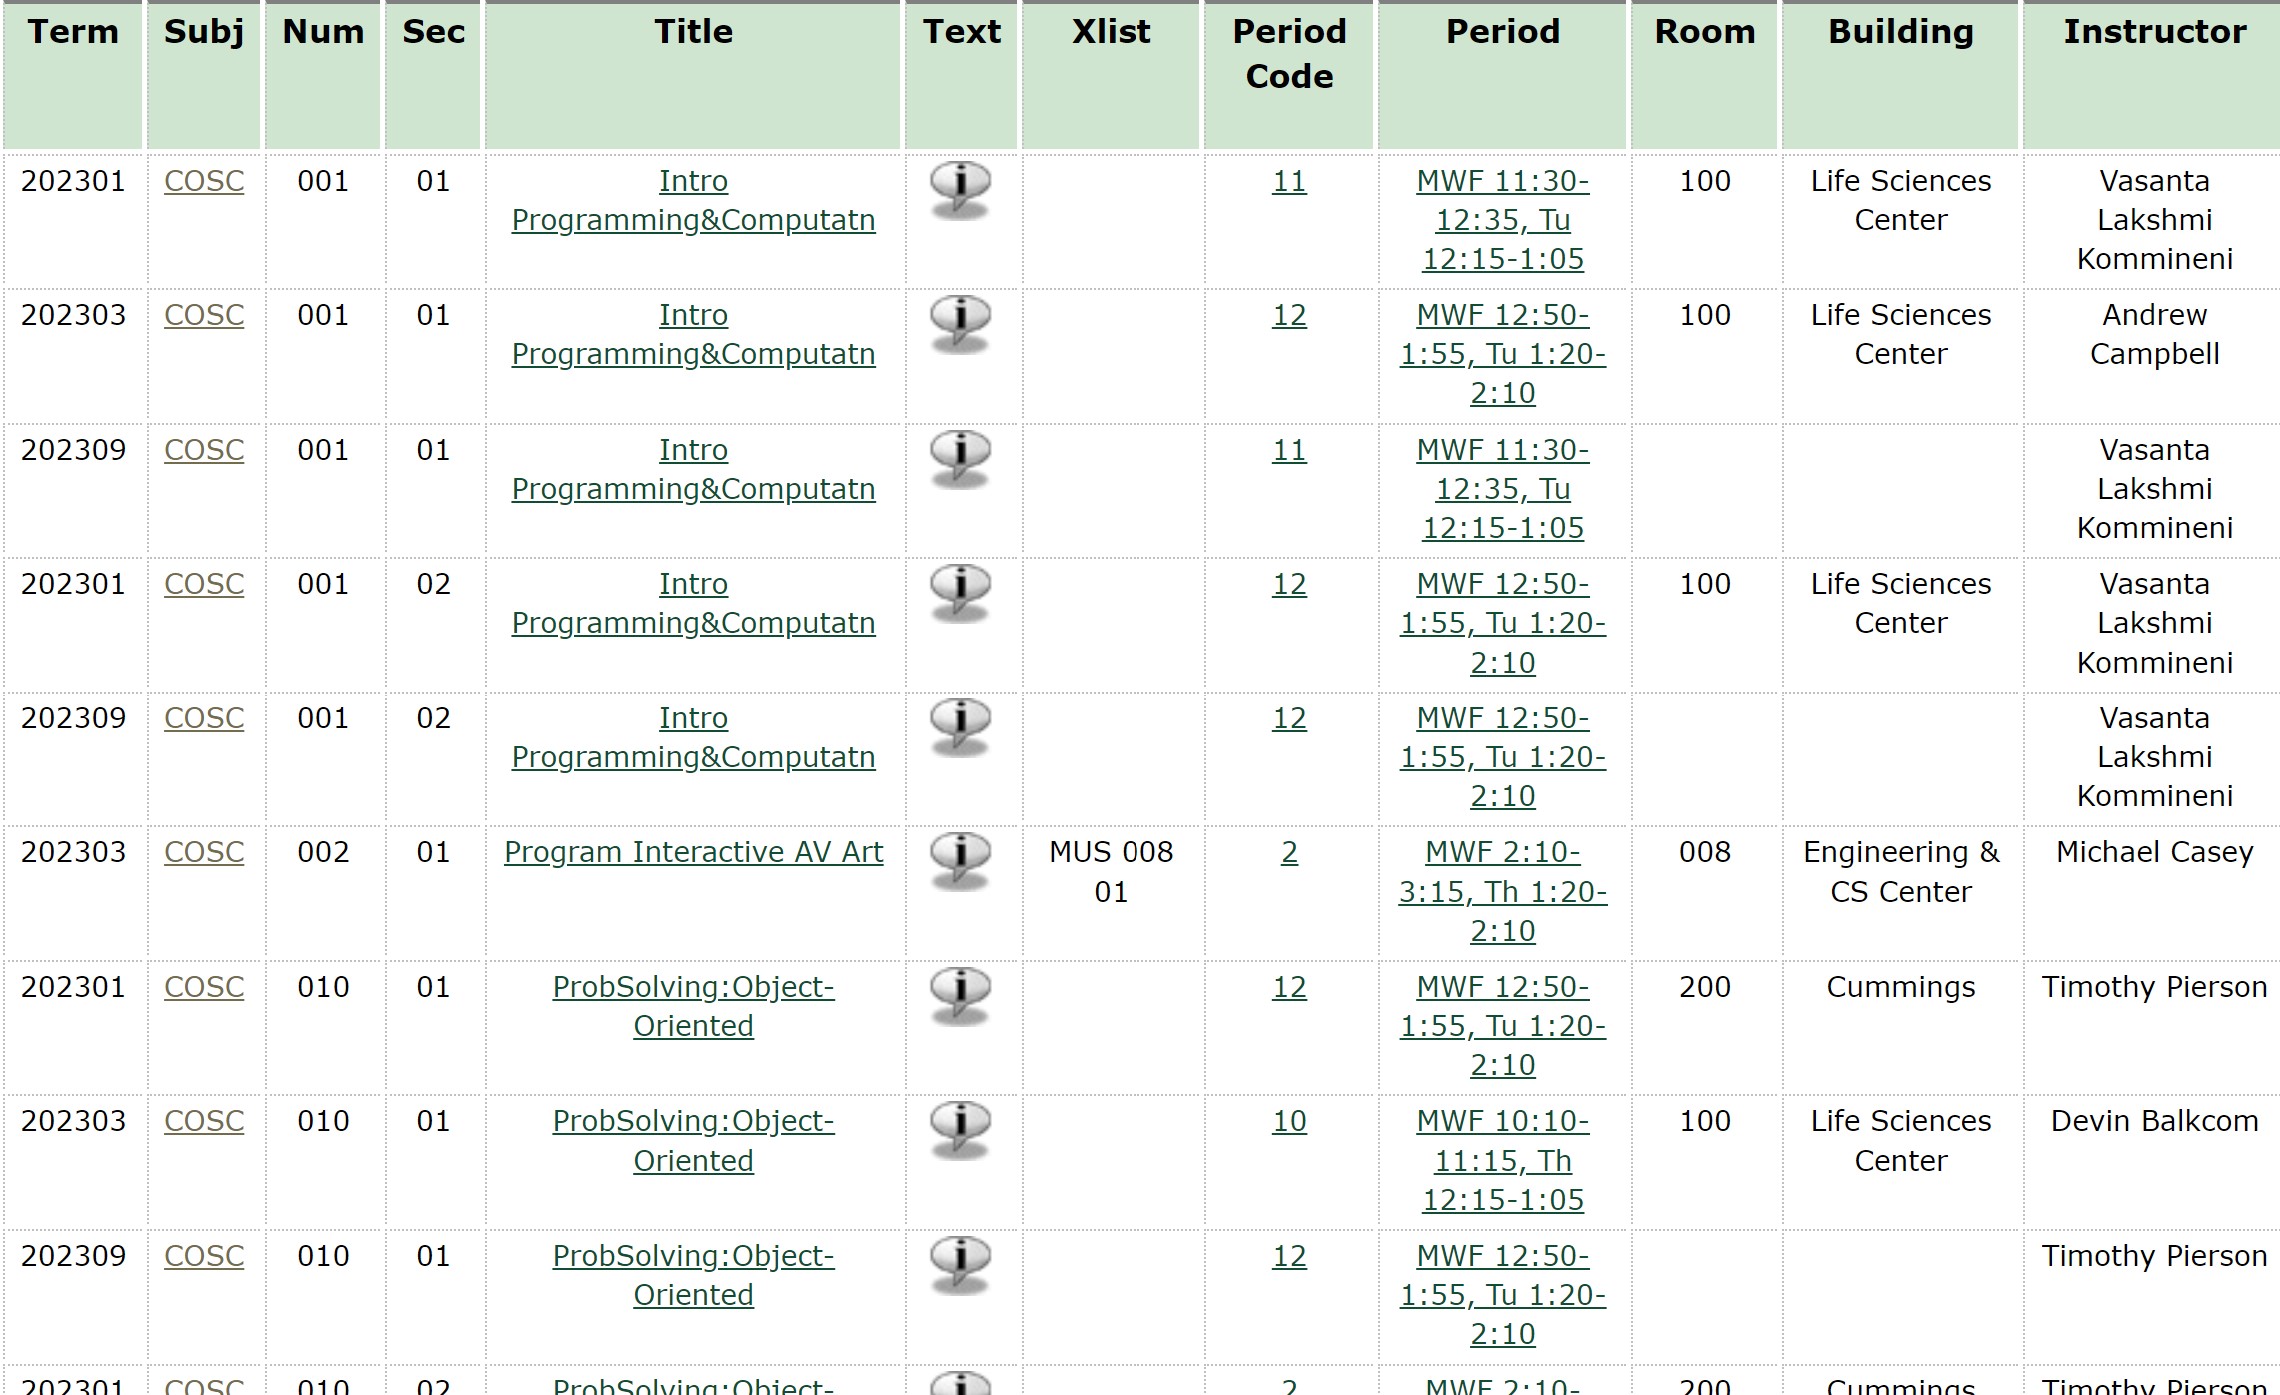 Term Subj Num Sec Title Text Xlist Period Code Period Room Building Instructor
202301 COSC 001 01 Intro Programming&Computatn 11 MWF 11:30-12:35, Tu 12:15-1:05 100 Life Sciences Center Vasanta Lakshmi Kommineni
202303 COSC 001 01 Intro Programming&Computatn 12 MWF 12:50-1:55, Tu 1:20-2:10 100 Life Sciences Center Andrew Campbell
202309 COSC 001 01 Intro Programming&Computatn 11 MWF 11:30-12:35, Tu 12:15-1:05 Vasanta Lakshmi Kommineni
202301 COSC 001 02 Intro Programming&Computatn 12 MWF 12:50-1:55, Tu 1:20-2:10 100 Life Sciences Center Vasanta Lakshmi Kommineni
202309 COSC 001 02 Intro Programming&Computatn 12 MWF 12:50-1:55, Tu 1:20-2:10 Vasanta Lakshmi Kommineni
202303 COSC 002 01 Program Interactive AV Art MUS 008 01 2 MWF 2:10-3:15, Th 1:20-2:10 008 Engineering & CS Center Michael Casey
202301 COSC 010 01 ProbSolving:Object-Oriented 12 MWF 12:50-1:55, Tu 1:20-2:10 200 Cummings Timothy Pierson
202303 COSC 010 01 ProbSolving:Object-Oriented 10 MWF 10:10-11:15, Th 12:15-1:05 100 Life Sciences Center Devin Balkcom
202309 COSC 010 01 ProbSolving:Object-Oriented 12 MWF 12:50-1:55, Tu 1:20-2:10 Timothy Pierson
202301 COSC 010 02 ProbSolving:Object- 2 MWF 2:10- 200 Cummings Timothy Pierson